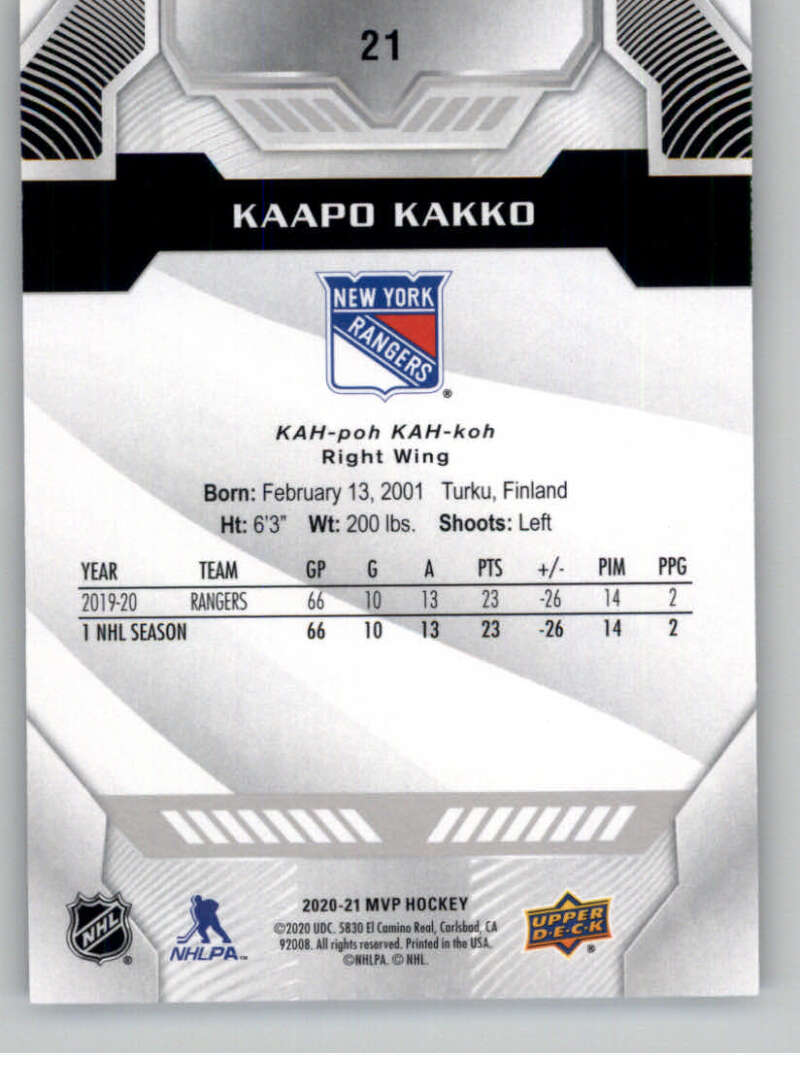 21
KAAPO KAKKO
NEW YORK
RANGERS
®
KAH-poh KAH-koh
Right Wing
Born: February 13, 2001 Turku, Finland
Ht: 6'3" Wt: 200 lbs. Shoots: Left
YEAR TEAM GP G A PTS +/- PIM PPG
2019-20 RANGERS 66 10 13 23 -26 14 2
1 NHL SEASON 66 10 13 23 -26 14 2
NHL
®
NHLPA™
2020-21 MVP HOCKEY
©2020 UDC. 5830 El Camino Real, Carlsbad, CA
92008. All rights reserved. Printed in the USA.
©NHLPA. © NHL.
UPPER
D·E·C·K
®